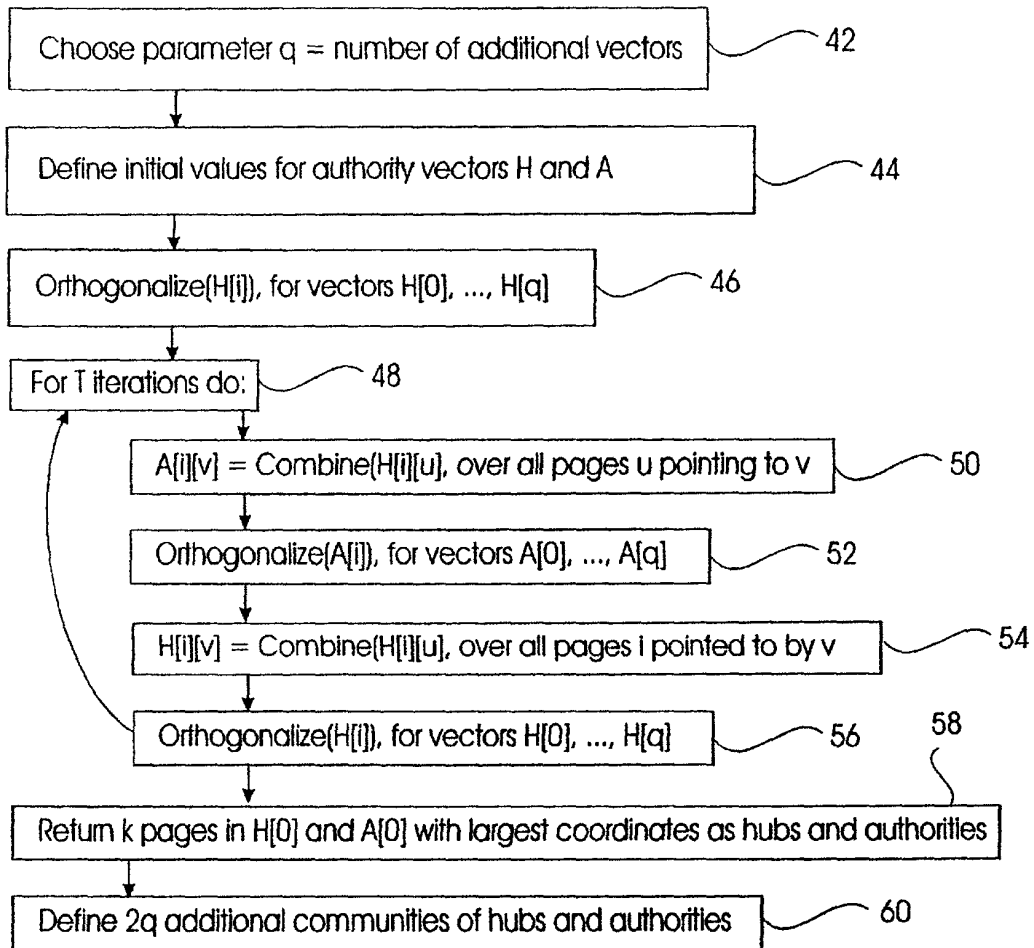 Choose parameter q = number of additional vectors 42
Define initial values for authority vectors H and A 44
Orthogonalize(H[i]), for vectors H[0], ..., H[q] 46
For T iterations do: 48
A[i][v] = Combine(H[i][u], over all pages u pointing to v 50
Orthogonalize(A[i]), for vectors A[0], ..., A[q] 52
H[i][v] = Combine(H[i][u], over all pages i pointed to by v 54
Orthogonalize(H[i]), for vectors H[0], ..., H[q] 56
58
Return k pages in H[0] and A[0] with largest coordinates as hubs and authorities
Define 2q additional communities of hubs and authorities 60